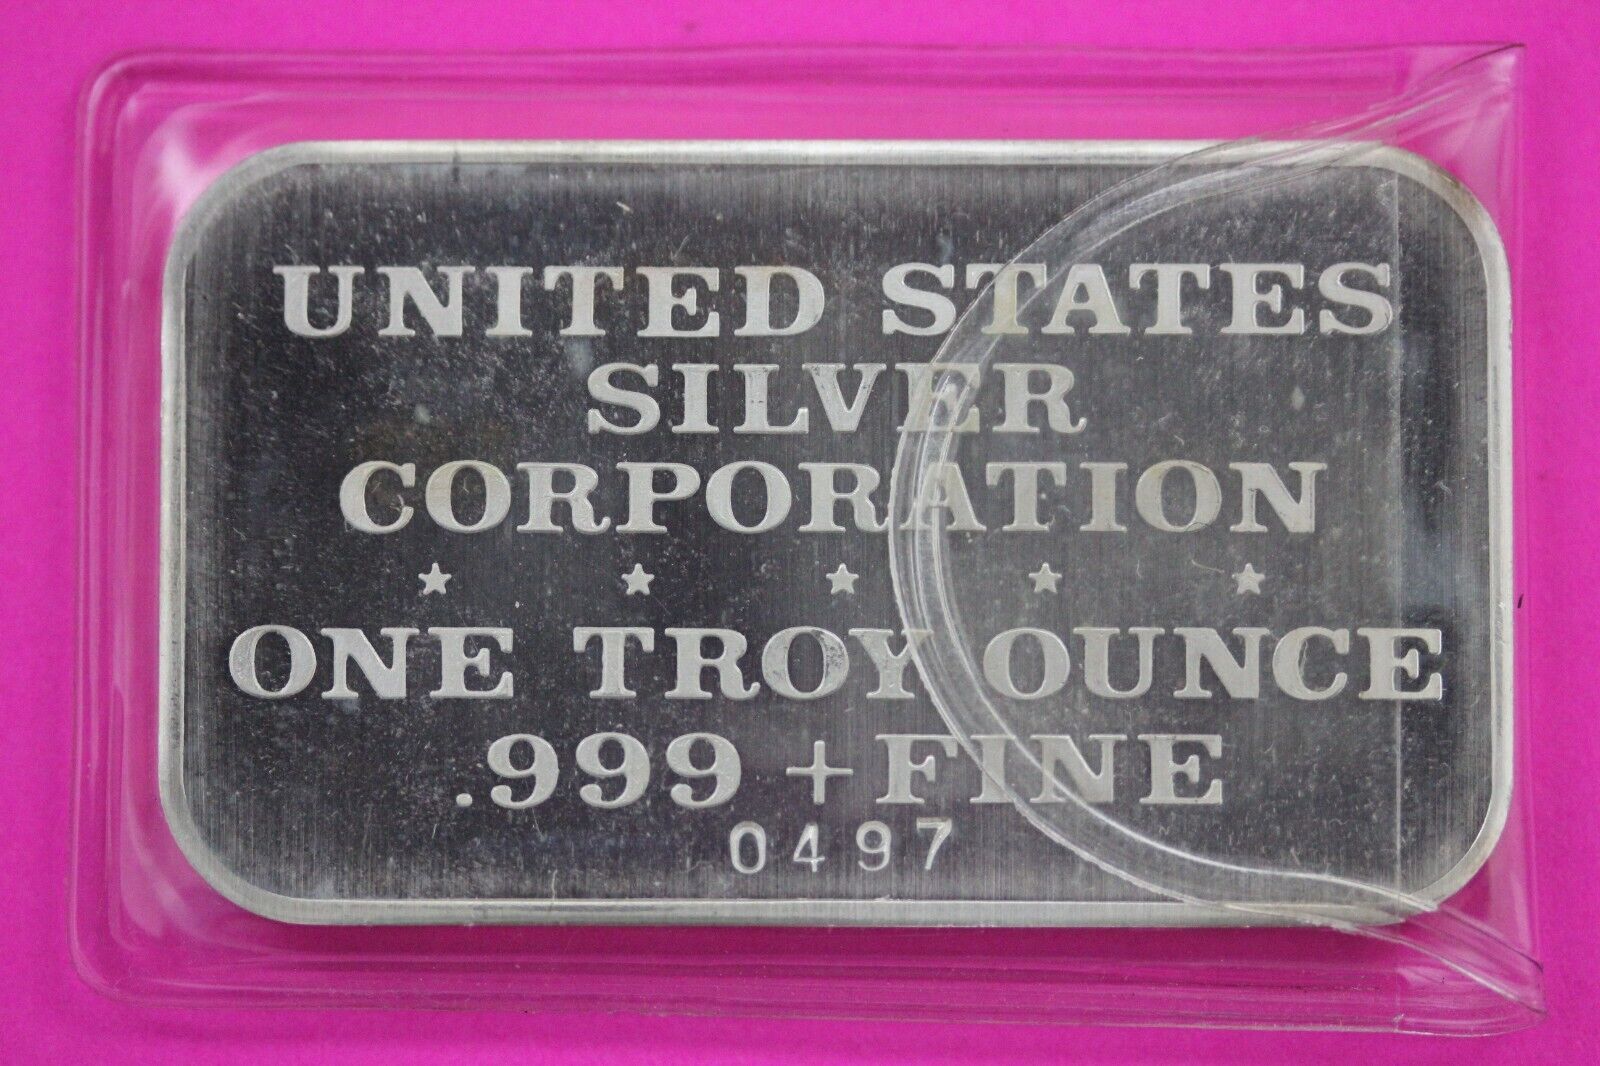 UNITED STATES
SILVER
CORPORATION
★ ★ ★ ★ ★
ONE TROY OUNCE
.999 + FINE
0497